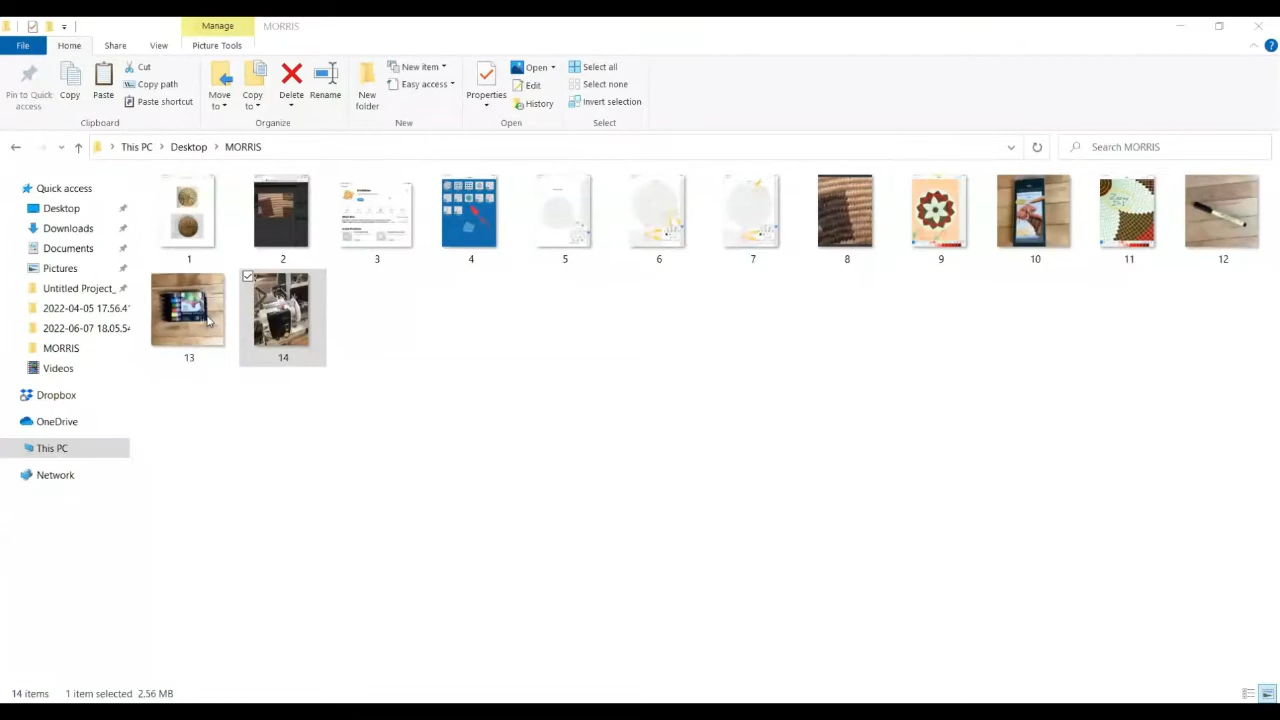 Manage
MORRIS
File
Home
Share
View
Picture Tools
Pin to Quick access
Copy
Paste
Cut
Copy path
Paste shortcut
Move to
Copy to
Delete
Rename
New folder
New item
Easy access
Properties
Open
Edit
History
Select all
Select none
Invert selection
Clipboard
Organize
New
Open
Select
This PC
Desktop
MORRIS
Search MORRIS
Quick access
Desktop
Downloads
Documents
Pictures
Untitled Project_
2022-04-05 17.56.4
2022-06-07 18.05.54
MORRIS
Videos
Dropbox
OneDrive
This PC
Network
1
2
3
4
5
6
7
8
9
10
11
12
13
14
14 items
1 item selected 2.56 MB